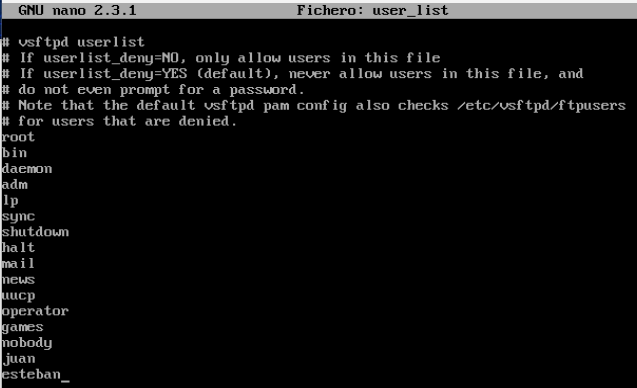 GNU nano 2.3.1 Fichero: user_list
# vsftpd userlist
# If userlist_deny=NO, only allow users in this file
# If userlist_deny=YES (default), never allow users in this file, and
# do not even prompt for a password.
# Note that the default vsftpd pam config also checks /etc/vsftpd/ftpusers
# for users that are denied.
root
bin
daemon
adm
lp
sync
shutdown
halt
mail
news
uucp
operator
games
nobody
juan
esteban